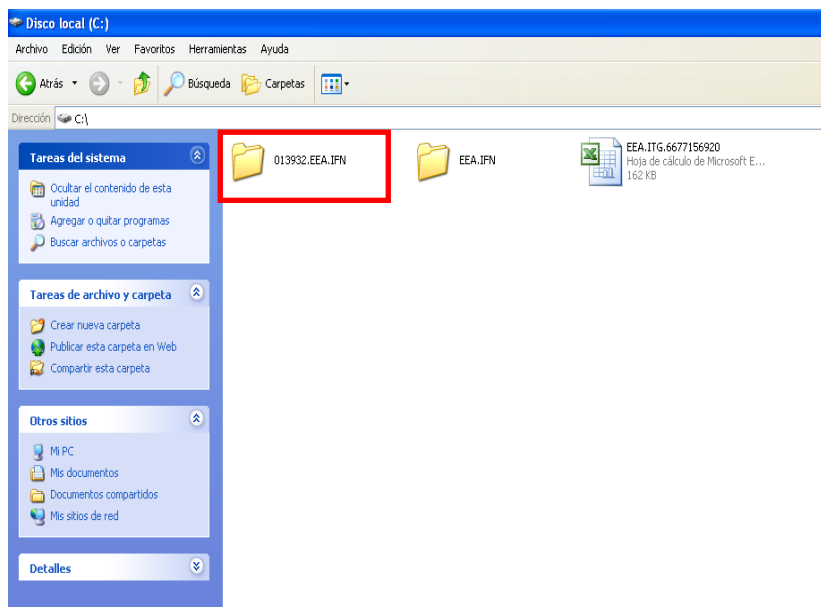 Disco local (C:)
Archivo Edición Ver Favoritos Herramientas Ayuda
Atrás Búsqueda Carpetas
Dirección C:\
Tareas del sistema
Ocultar el contenido de esta
unidad
Agregar o quitar programas
Buscar archivos o carpetas
Tareas de archivo y carpeta
Crear nueva carpeta
Publicar esta carpeta en Web
Compartir esta carpeta
Otros sitios
Mi PC
Mis documentos
Documentos compartidos
Mis sitios de red
Detalles
013932.EEA.IFN
EEA.IFN
EEA.ITG.6677156920
Hoja de cálculo de Microsoft E...
162 KB